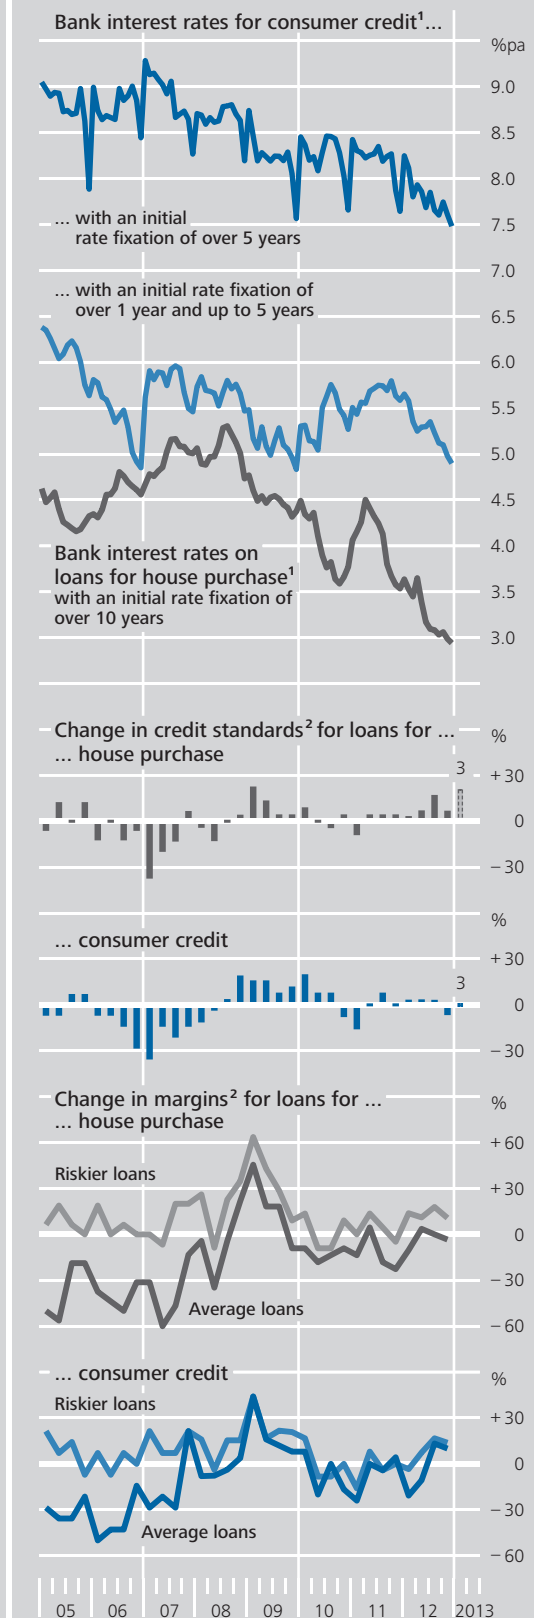 Bank interest rates for consumer credit¹...
%pa
9.0
8.5
8.0
... with an initial
rate fixation of over 5 years
7.5
7.0
... with an initial rate fixation of
over 1 year and up to 5 years
6.5
6.0
5.5
5.0
4.5
4.0
Bank interest rates on
loans for house purchase¹
with an initial rate fixation of
over 10 years
3.5
3.0
Change in credit standards² for loans for ...
... house purchase
%
3
+30
0
−30
%
... consumer credit
+30
3
0
−30
Change in margins² for loans for ...
... house purchase
%
+60
Riskier loans
+30
0
−30
Average loans
−60
... consumer credit
%
Riskier loans
+30
0
−30
Average loans
−60
05 06 07 08 09 10 11 12 2013